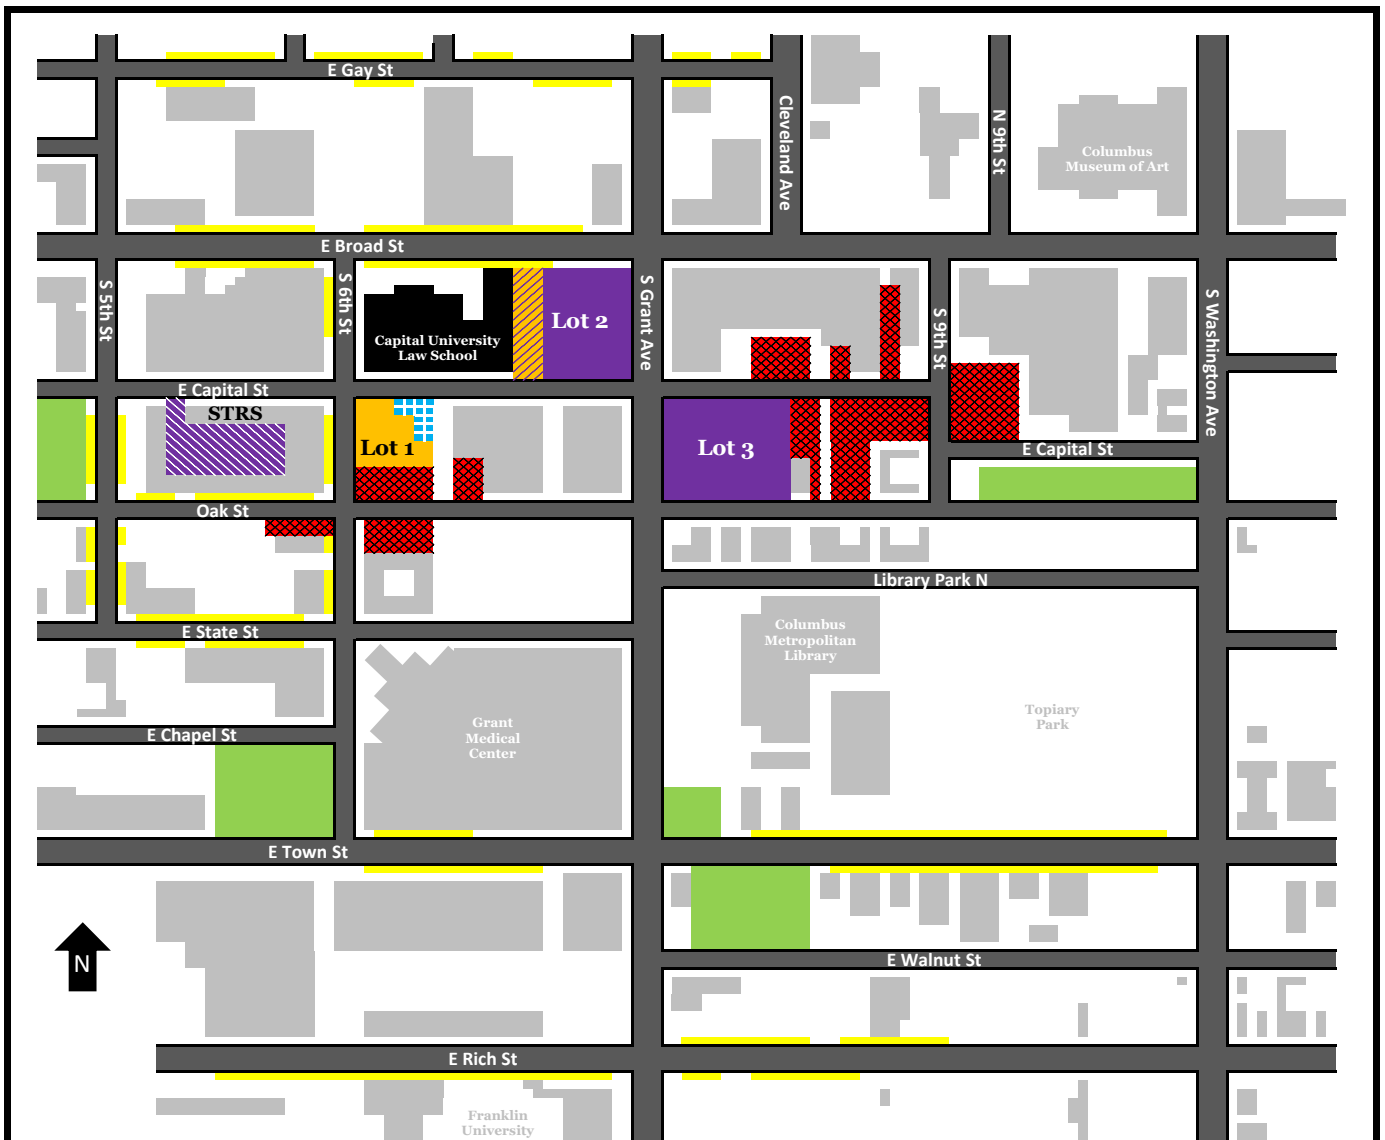 E Gay St
Cleveland Ave
N 9th St
Columbus
Museum of Art
E Broad St
S 5th St
S 6th St
S Grant Ave
S 9th St
S Washington Ave
Lot 2
Capital University
Law School
E Capital St
STRS
Lot 1
Lot 3
E Capital St
Oak St
Library Park N
E State St
Columbus
Metropolitan
Library
Grant
Medical
Center
Topiary
Park
E Chapel St
E Town St
N
E Walnut St
E Rich St
Franklin
University